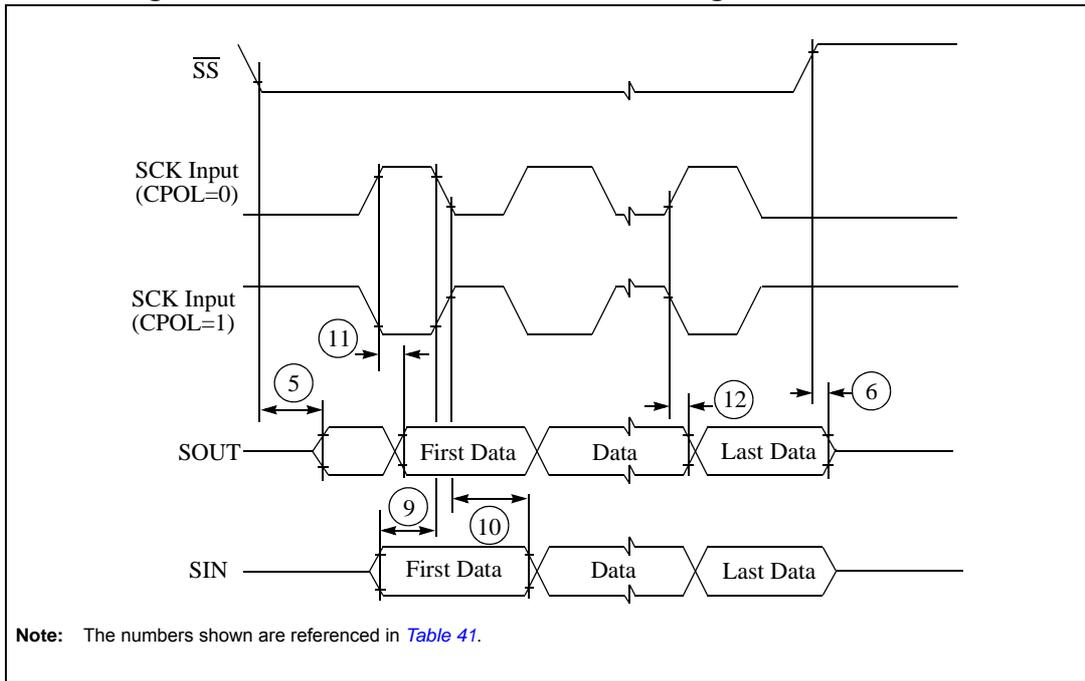 SS
SCK Input
(CPOL=0)
SCK Input
(CPOL=1)
11
5
12
6
SOUT
First Data
Data
Last Data
9
10
SIN
First Data
Data
Last Data
Note: The numbers shown are referenced in Table 41.